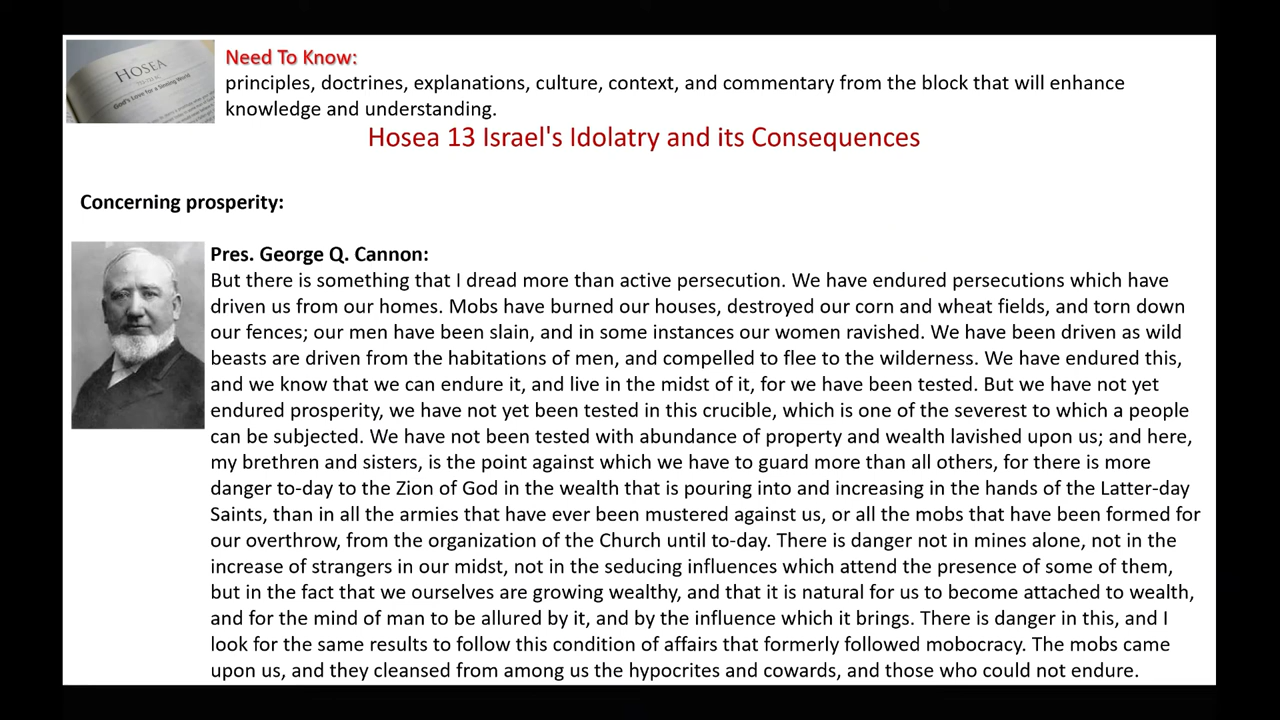 HOSEA
God's Love for a Sinning World
Need To Know:
principles, doctrines, explanations, culture, context, and commentary from the block that will enhance
knowledge and understanding.
Hosea 13 Israel's Idolatry and its Consequences
Concerning prosperity:
Pres. George Q. Cannon:
But there is something that I dread more than active persecution. We have endured persecutions which have
driven us from our homes. Mobs have burned our houses, destroyed our corn and wheat fields, and torn down
our fences; our men have been slain, and in some instances our women ravished. We have been driven as wild
beasts are driven from the habitations of men, and compelled to flee to the wilderness. We have endured this,
and we know that we can endure it, and live in the midst of it, for we have been tested. But we have not yet
endured prosperity, we have not yet been tested in this crucible, which is one of the severest to which a people
can be subjected. We have not been tested with abundance of property and wealth lavished upon us; and here,
my brethren and sisters, is the point against which we have to guard more than all others, for there is more
danger to-day to the Zion of God in the wealth that is pouring into and increasing in the hands of the Latter-day
Saints, than in all the armies that have ever been mustered against us, or all the mobs that have been formed for
our overthrow, from the organization of the Church until to-day. There is danger not in mines alone, not in the
increase of strangers in our midst, not in the seducing influences which attend the presence of some of them,
but in the fact that we ourselves are growing wealthy, and that it is natural for us to become attached to wealth,
and for the mind of man to be allured by it, and by the influence which it brings. There is danger in this, and I
look for the same results to follow this condition of affairs that formerly followed mobocracy. The mobs came
upon us, and they cleansed from among us the hypocrites and cowards, and those who could not endure.